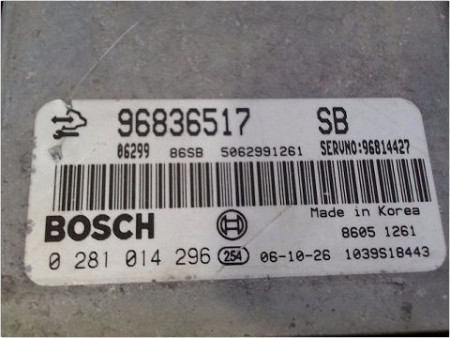 96836517 SB
06299 86SB 5062991261 SERVNO:96814427
BOSCH Made in Korea
8605 1261
0 281 014 296 254 06-10-26 1039S18443